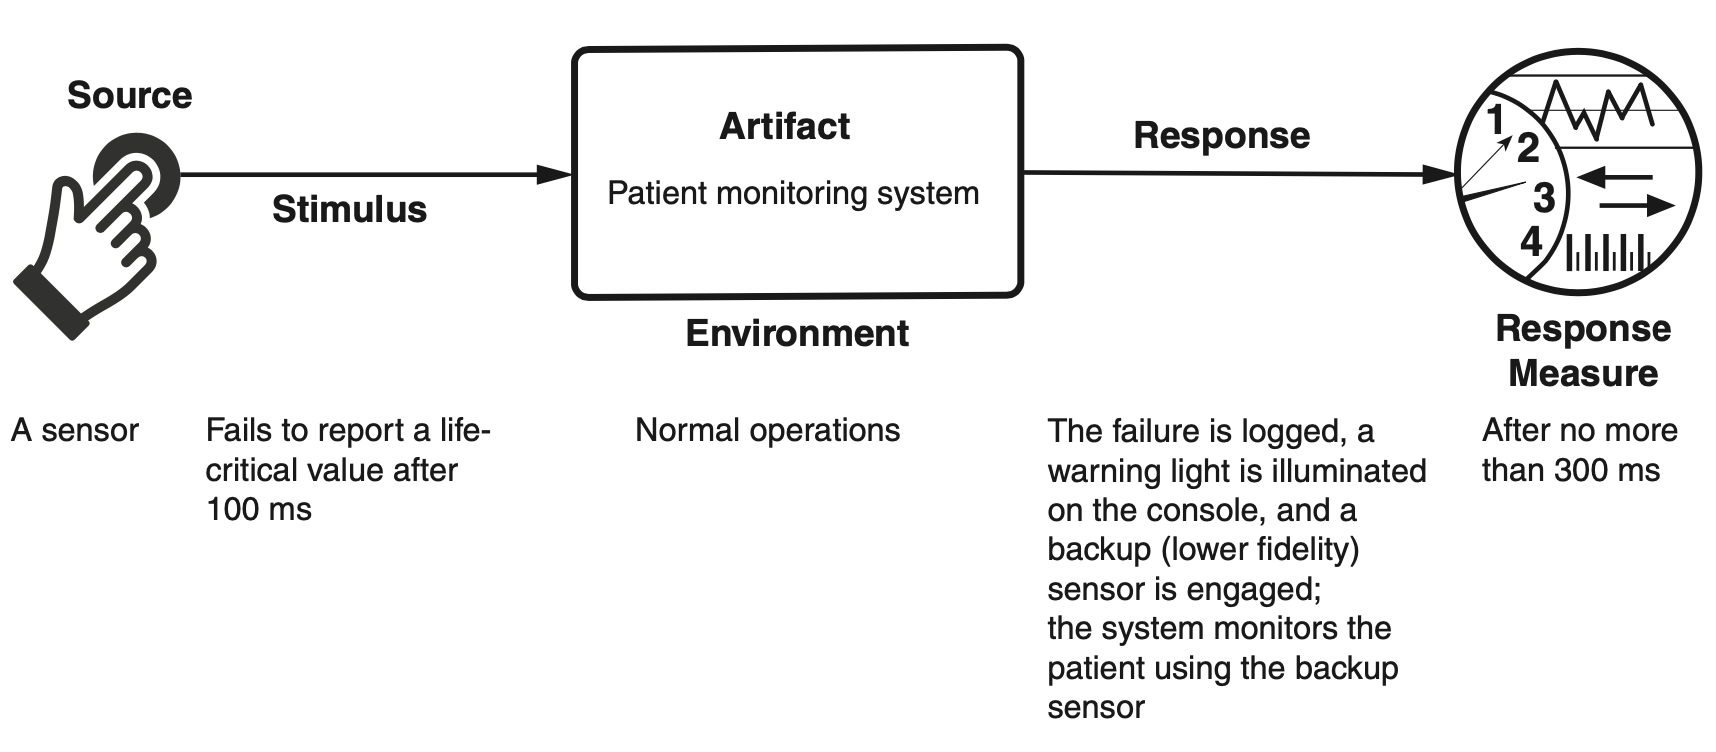 Source
Stimulus
Artifact
Patient monitoring system
Environment
Response
1
2
3
4
Response
Measure
A sensor
Fails to report a life-
critical value after
100 ms
Normal operations
The failure is logged, a
warning light is illuminated
on the console, and a
backup (lower fidelity)
sensor is engaged;
the system monitors the
patient using the backup
sensor
After no more
than 300 ms